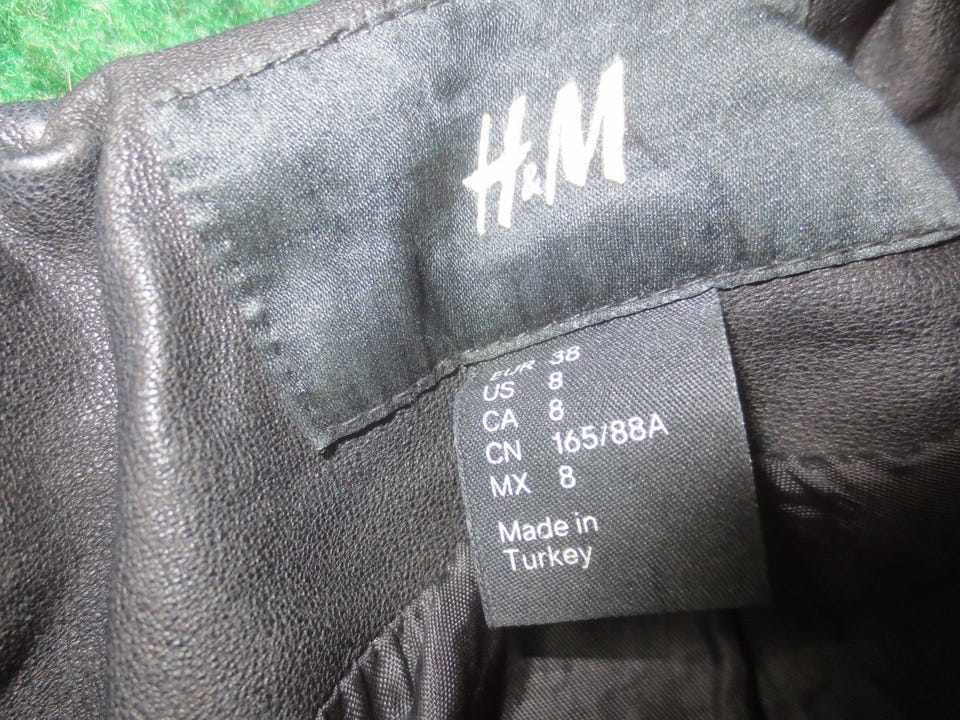 H&M
EUR 38
US 8
CA 8
CN 165/88A
MX 8
Made in
Turkey